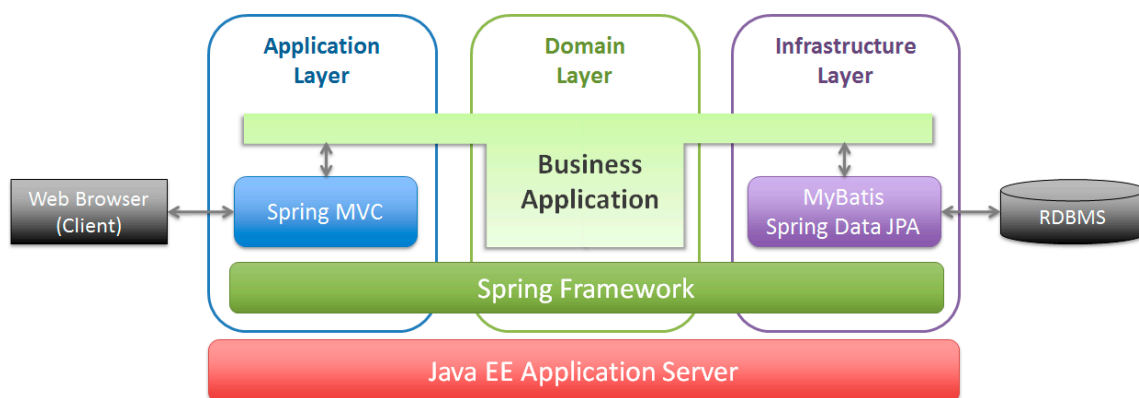 Application
Layer
Domain
Layer
Infrastructure
Layer
Business
Application
Web Browser
(Client)
Spring MVC
MyBatis
Spring Data JPA
RDBMS
Spring Framework
Java EE Application Server